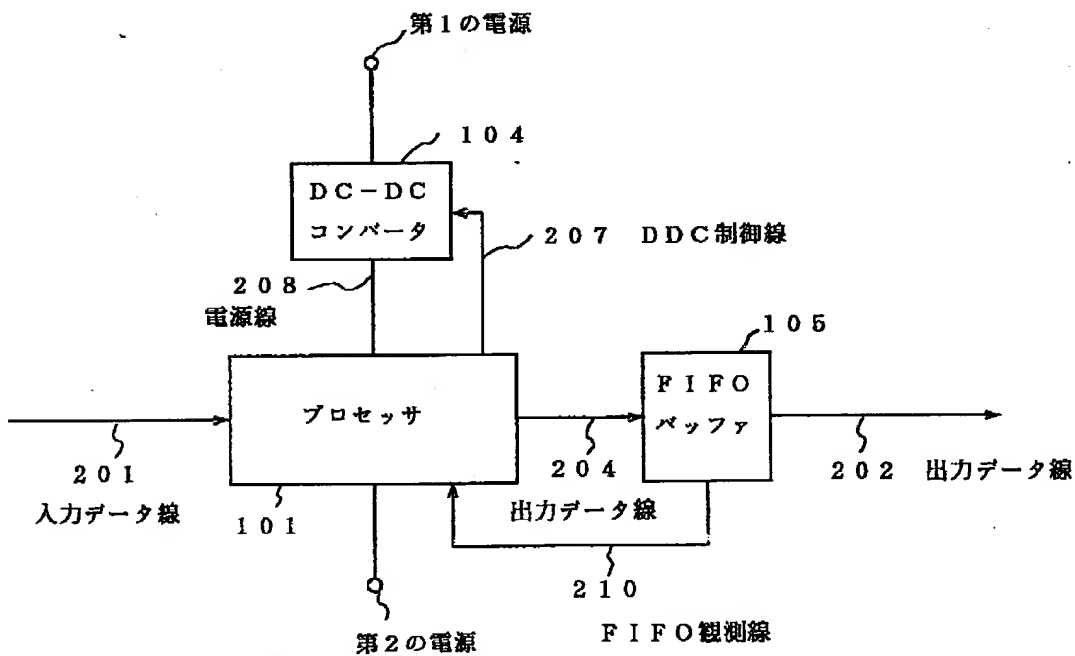 第1の電源
104
DC-DC
コンバータ
207 DDC制御線
208
電源線
105
FIFO
バッファ
プロセッサ
201
入力データ線
101
204
出力データ線
202 出力データ線
210
FIFO観測線
第2の電源